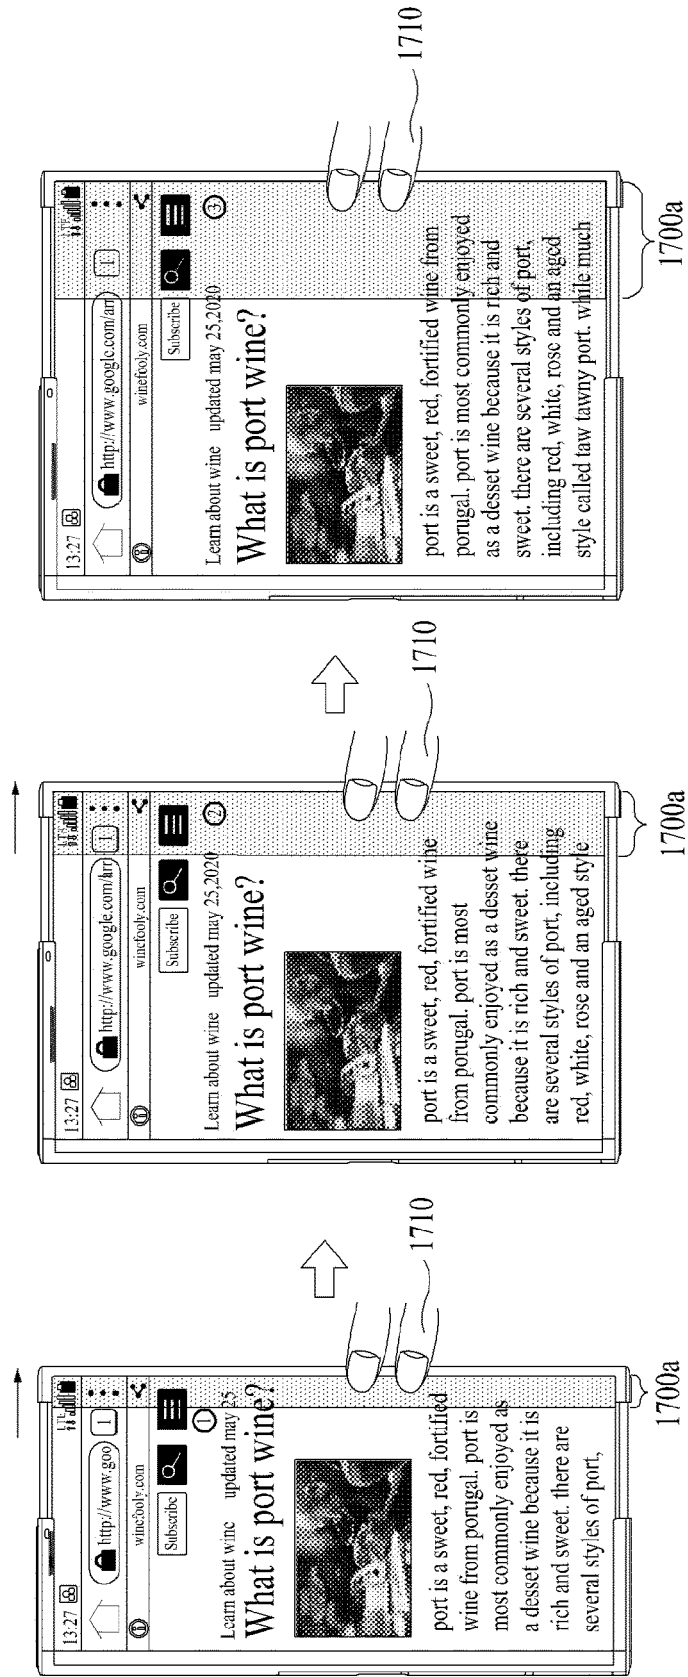 13:27 LTE
http://www.goo 1
winefooly.com
Subscribe
①
Learn about wine updated may 25
What is port wine?
port is a sweet, red, fortified
wine from porugal. port is
most commonly enjoyed as
a desset wine because it is
rich and sweet. there are
several styles of port,
1710
1700a
13:27 LTE
http://www.google.com/arr 1
winefooly.com
Subscribe
②
Learn about wine updated may 25,2020
What is port wine?
port is a sweet, red, fortified wine
from porugal. port is most
commonly enjoyed as a desset wine
because it is rich and sweet. there
are several styles of port, including
red, white, rose and an aged style
1710
1700a
13:27 LTE
http://www.google.com/arr 1
winefooly.com
Subscribe
③
Learn about wine updated may 25,2020
What is port wine?
port is a sweet, red, fortified wine from
porugal. port is most commonly enjoyed
as a desset wine because it is rich and
sweet. there are several styles of port,
including red, white, rose and an aged
style called taw tawny port. while much
1710
1700a